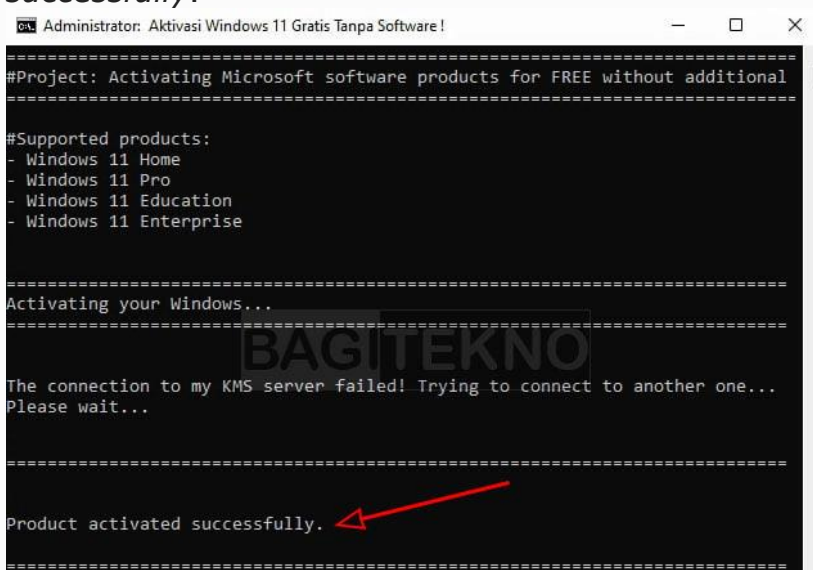 successfully.
Administrator: Aktivasi Windows 11 Gratis Tanpa Software !
============================================================================
#Project: Activating Microsoft software products for FREE without additional
============================================================================
#Supported products:
- Windows 11 Home
- Windows 11 Pro
- Windows 11 Education
- Windows 11 Enterprise
============================================================================
Activating your Windows...
============================================================================
BAGITEKNO
The connection to my KMS server failed! Trying to connect to another one...
Please wait...
============================================================================
Product activated successfully.
============================================================================